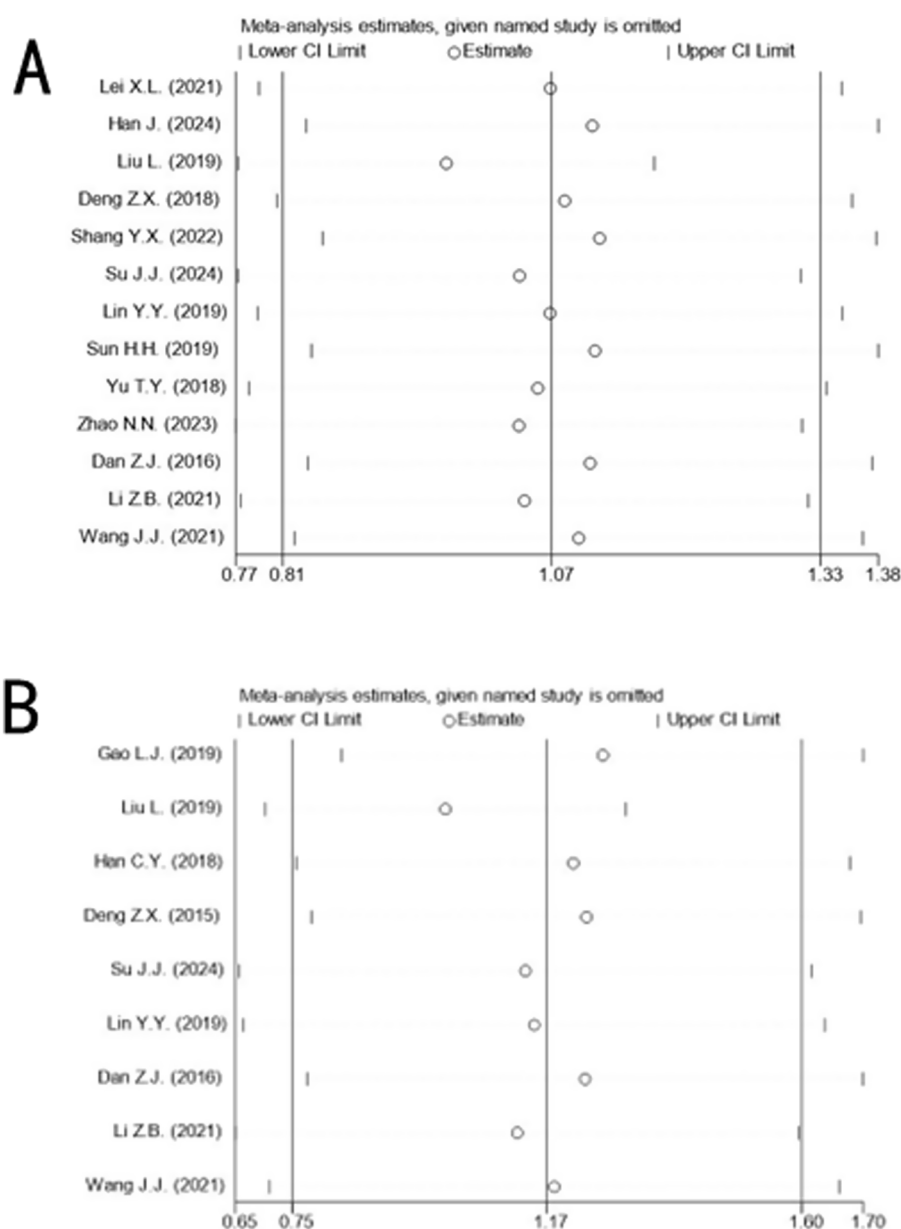 A
Meta-analysis estimates, given named study is omitted
| Lower CI Limit ○Estimate | Upper CI Limit
Lei X.L. (2021)
Han J. (2024)
Liu L. (2019)
Deng Z.X. (2018)
Shang Y.X. (2022)
Su J.J. (2024)
Lin Y.Y. (2019)
Sun H.H. (2019)
Yu T.Y. (2018)
Zhao N.N. (2023)
Dan Z.J. (2016)
Li Z.B. (2021)
Wang J.J. (2021)
0.77 0.81 1.07 1.33 1.38
B
Meta-analysis estimates, given named study is omitted
| Lower CI Limit ○Estimate | Upper CI Limit
Gao L.J. (2019)
Liu L. (2019)
Han C.Y. (2018)
Deng Z.X. (2015)
Su J.J. (2024)
Lin Y.Y. (2019)
Dan Z.J. (2016)
Li Z.B. (2021)
Wang J.J. (2021)
0.65 0.75 1.17 1.60 1.70